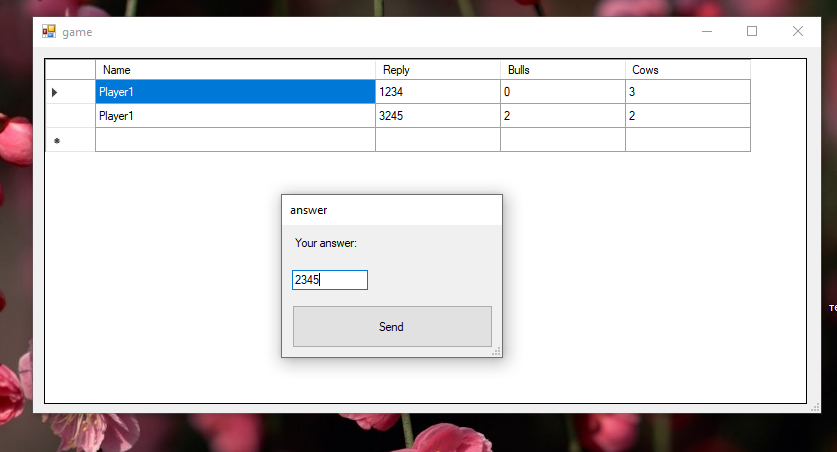 game
Name Reply Bulls Cows
Player1 1234 0 3
Player1 3245 2 2
answer
Your answer:
2345
Send